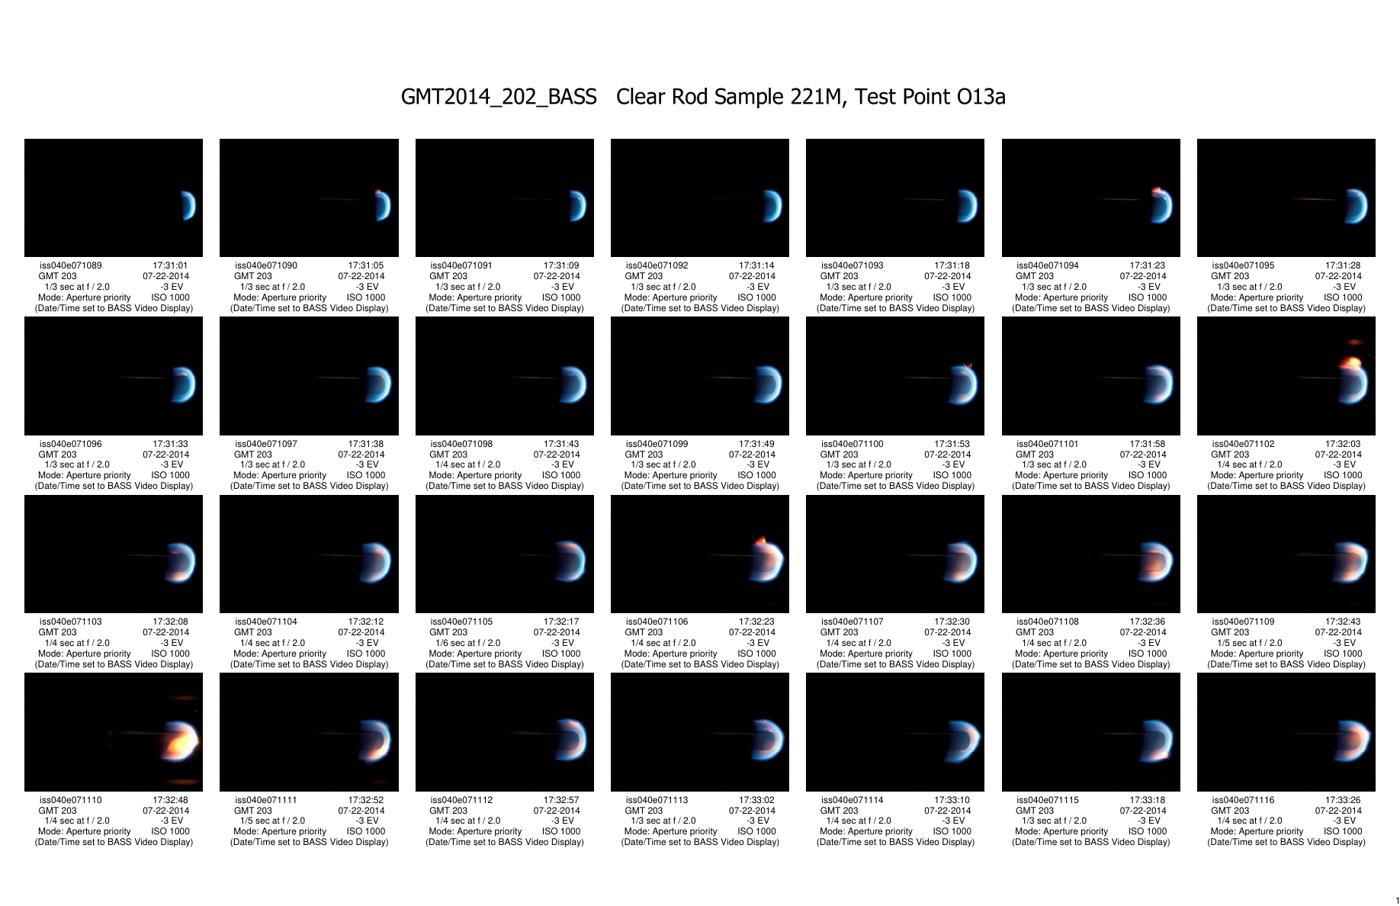 GMT2014_202_BASS Clear Rod Sample 221M, Test Point O13a
iss040e071089 17:31:01
GMT 203 07-22-2014
1/3 sec at f / 2.0 -3 EV
Mode: Aperture priority ISO 1000
(Date/Time set to BASS Video Display)
iss040e071090 17:31:05
GMT 203 07-22-2014
1/3 sec at f / 2.0 -3 EV
Mode: Aperture priority ISO 1000
(Date/Time set to BASS Video Display)
iss040e071091 17:31:09
GMT 203 07-22-2014
1/3 sec at f / 2.0 -3 EV
Mode: Aperture priority ISO 1000
(Date/Time set to BASS Video Display)
iss040e071092 17:31:14
GMT 203 07-22-2014
1/3 sec at f / 2.0 -3 EV
Mode: Aperture priority ISO 1000
(Date/Time set to BASS Video Display)
iss040e071093 17:31:18
GMT 203 07-22-2014
1/3 sec at f / 2.0 -3 EV
Mode: Aperture priority ISO 1000
(Date/Time set to BASS Video Display)
iss040e071094 17:31:23
GMT 203 07-22-2014
1/3 sec at f / 2.0 -3 EV
Mode: Aperture priority ISO 1000
(Date/Time set to BASS Video Display)
iss040e071095 17:31:28
GMT 203 07-22-2014
1/3 sec at f / 2.0 -3 EV
Mode: Aperture priority ISO 1000
(Date/Time set to BASS Video Display)
iss040e071096 17:31:33
GMT 203 07-22-2014
1/3 sec at f / 2.0 -3 EV
Mode: Aperture priority ISO 1000
(Date/Time set to BASS Video Display)
iss040e071097 17:31:38
GMT 203 07-22-2014
1/3 sec at f / 2.0 -3 EV
Mode: Aperture priority ISO 1000
(Date/Time set to BASS Video Display)
iss040e071098 17:31:43
GMT 203 07-22-2014
1/4 sec at f / 2.0 -3 EV
Mode: Aperture priority ISO 1000
(Date/Time set to BASS Video Display)
iss040e071099 17:31:49
GMT 203 07-22-2014
1/3 sec at f / 2.0 -3 EV
Mode: Aperture priority ISO 1000
(Date/Time set to BASS Video Display)
iss040e071100 17:31:53
GMT 203 07-22-2014
1/3 sec at f / 2.0 -3 EV
Mode: Aperture priority ISO 1000
(Date/Time set to BASS Video Display)
iss040e071101 17:31:58
GMT 203 07-22-2014
1/3 sec at f / 2.0 -3 EV
Mode: Aperture priority ISO 1000
(Date/Time set to BASS Video Display)
iss040e071102 17:32:03
GMT 203 07-22-2014
1/4 sec at f / 2.0 -3 EV
Mode: Aperture priority ISO 1000
(Date/Time set to BASS Video Display)
iss040e071103 17:32:08
GMT 203 07-22-2014
1/4 sec at f / 2.0 -3 EV
Mode: Aperture priority ISO 1000
(Date/Time set to BASS Video Display)
iss040e071104 17:32:12
GMT 203 07-22-2014
1/4 sec at f / 2.0 -3 EV
Mode: Aperture priority ISO 1000
(Date/Time set to BASS Video Display)
iss040e071105 17:32:17
GMT 203 07-22-2014
1/6 sec at f / 2.0 -3 EV
Mode: Aperture priority ISO 1000
(Date/Time set to BASS Video Display)
iss040e071106 17:32:23
GMT 203 07-22-2014
1/4 sec at f / 2.0 -3 EV
Mode: Aperture priority ISO 1000
(Date/Time set to BASS Video Display)
iss040e071107 17:32:30
GMT 203 07-22-2014
1/4 sec at f / 2.0 -3 EV
Mode: Aperture priority ISO 1000
(Date/Time set to BASS Video Display)
iss040e071108 17:32:36
GMT 203 07-22-2014
1/4 sec at f / 2.0 -3 EV
Mode: Aperture priority ISO 1000
(Date/Time set to BASS Video Display)
iss040e071109 17:32:43
GMT 203 07-22-2014
1/5 sec at f / 2.0 -3 EV
Mode: Aperture priority ISO 1000
(Date/Time set to BASS Video Display)
iss040e071110 17:32:48
GMT 203 07-22-2014
1/4 sec at f / 2.0 -3 EV
Mode: Aperture priority ISO 1000
(Date/Time set to BASS Video Display)
iss040e071111 17:32:52
GMT 203 07-22-2014
1/5 sec at f / 2.0 -3 EV
Mode: Aperture priority ISO 1000
(Date/Time set to BASS Video Display)
iss040e071112 17:32:57
GMT 203 07-22-2014
1/4 sec at f / 2.0 -3 EV
Mode: Aperture priority ISO 1000
(Date/Time set to BASS Video Display)
iss040e071113 17:33:02
GMT 203 07-22-2014
1/3 sec at f / 2.0 -3 EV
Mode: Aperture priority ISO 1000
(Date/Time set to BASS Video Display)
iss040e071114 17:33:10
GMT 203 07-22-2014
1/4 sec at f / 2.0 -3 EV
Mode: Aperture priority ISO 1000
(Date/Time set to BASS Video Display)
iss040e071115 17:33:18
GMT 203 07-22-2014
1/3 sec at f / 2.0 -3 EV
Mode: Aperture priority ISO 1000
(Date/Time set to BASS Video Display)
iss040e071116 17:33:26
GMT 203 07-22-2014
1/4 sec at f / 2.0 -3 EV
Mode: Aperture priority ISO 1000
(Date/Time set to BASS Video Display)